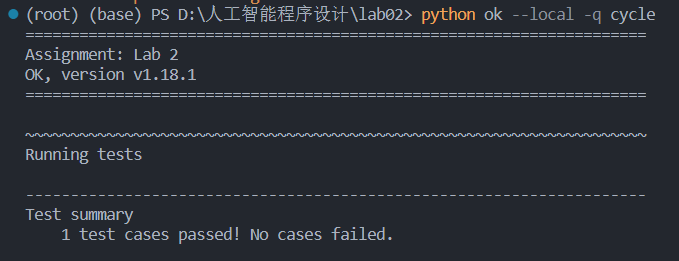 (root) (base) PS D:\人工智能程序设计\lab02> python ok --local -q cycle
=====================================================================
Assignment: Lab 2
OK, version v1.18.1
=====================================================================
~~~~~~~~~~~~~~~~~~~~~~~~~~~~~~~~~~~~~~~~~~~~~~~~~~~~~~~~~~~~~~~~~~~~~
Running tests
---------------------------------------------------------------------
Test summary
    1 test cases passed! No cases failed.